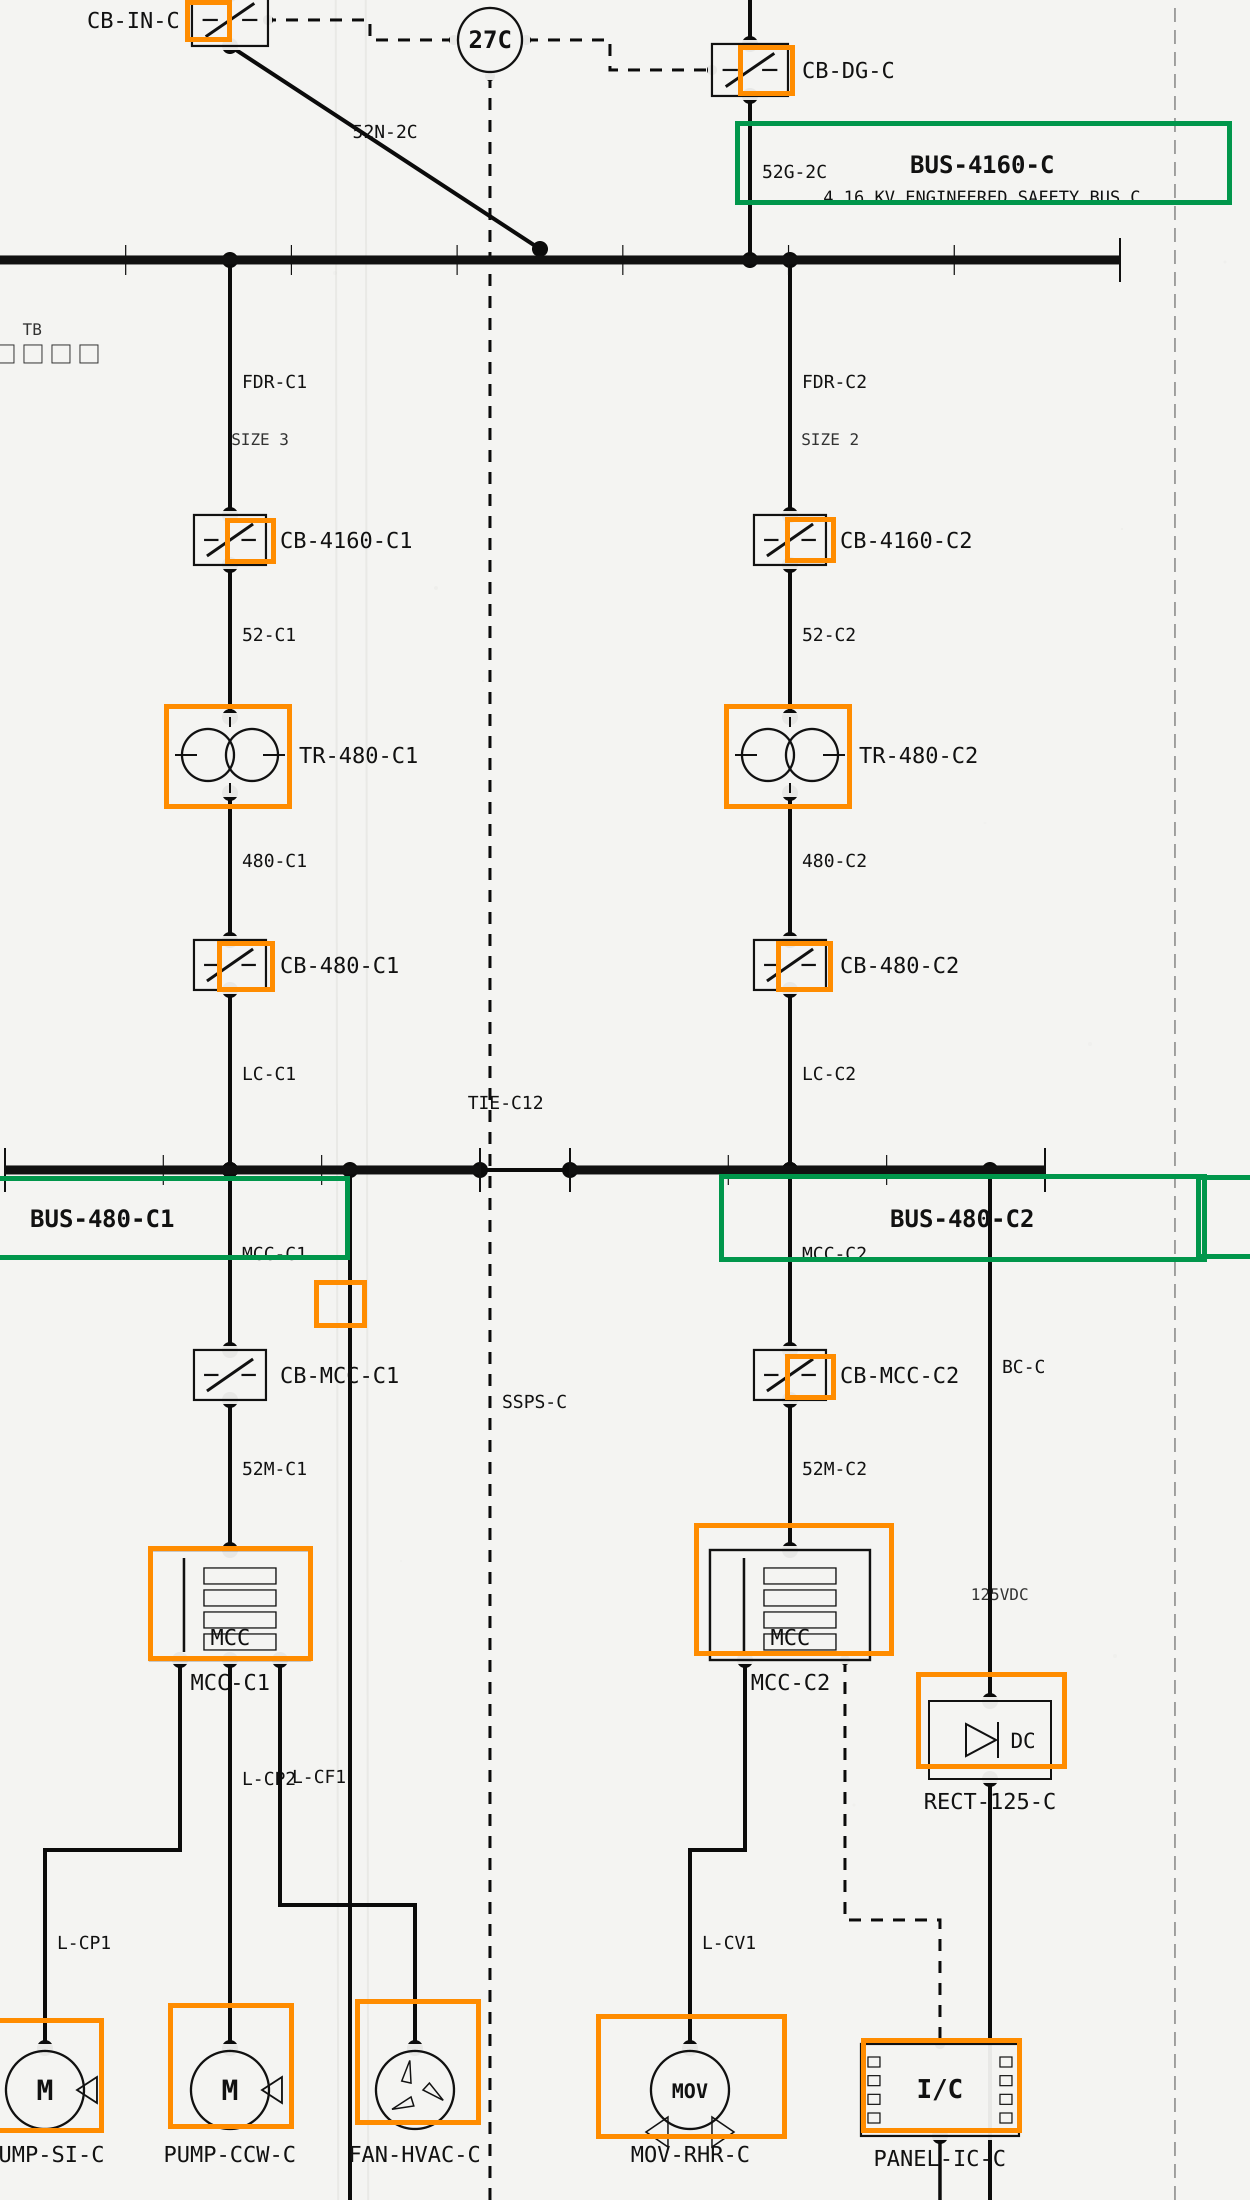 CB-IN-C
27C
CB-DG-C
52N-2C
BUS-4160-C
52G-2C
4.16 KV ENGINEERED SAFETY BUS C
TB
FDR-C1
FDR-C2
SIZE 3
SIZE 2
CB-4160-C1
CB-4160-C2
52-C1
52-C2
TR-480-C1
TR-480-C2
480-C1
480-C2
CB-480-C1
CB-480-C2
LC-C1
LC-C2
TIE-C12
BUS-480-C1
BUS-480-C2
MCC-C1
MCC-C2
CB-MCC-C1
CB-MCC-C2
BC-C
SSPS-C
52M-C1
52M-C2
125VDC
MCC
MCC
MCC-C1
MCC-C2
DC
L-CP2
L-CF1
RECT-125-C
L-CP1
L-CV1
M
M
MOV
I/C
UMP-SI-C
PUMP-CCW-C
FAN-HVAC-C
MOV-RHR-C
PANEL-IC-C